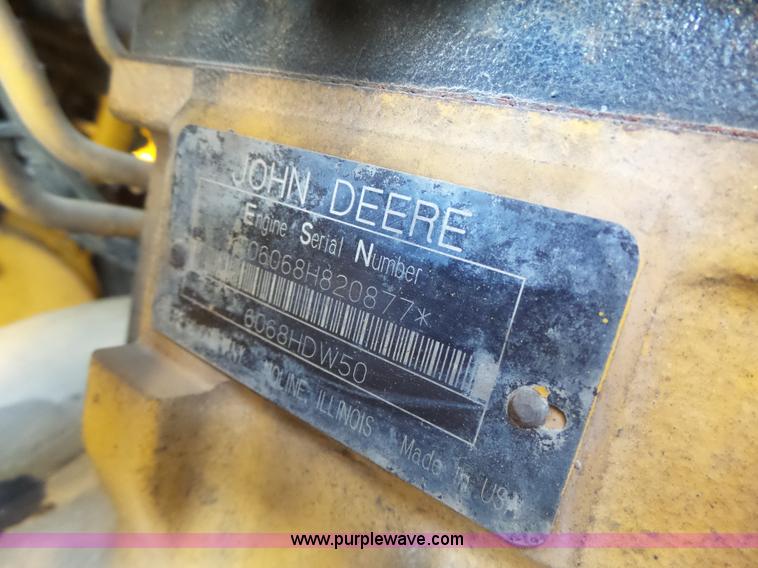 JOHN DEERE
Engine Serial Number
06068H820877*
6068HDW50
MOLINE, ILLINOIS Made in USA
www.purplewave.com